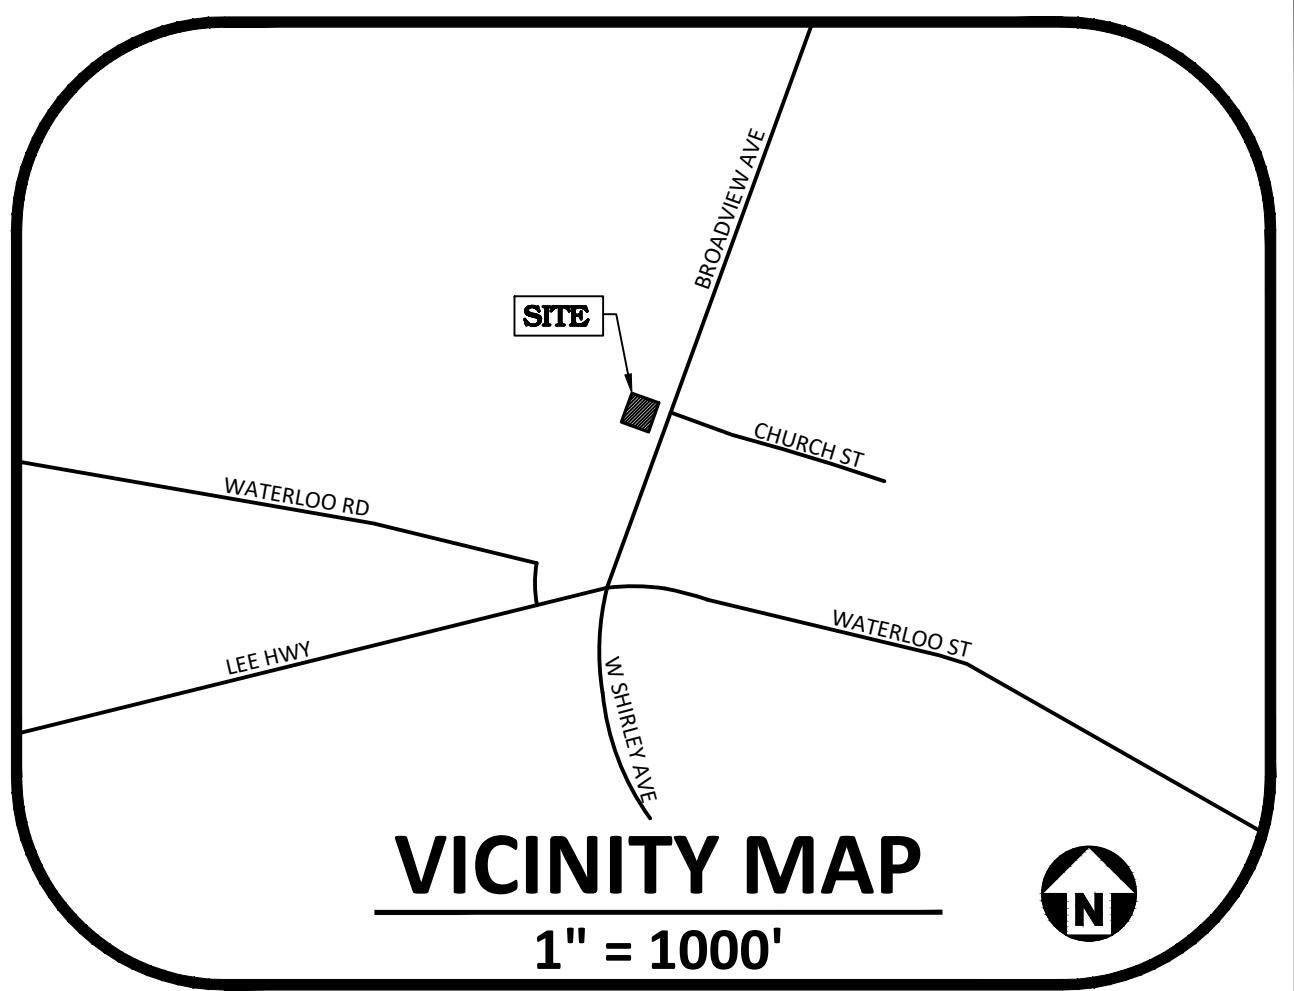 BROADVIEW AVE
SITE
CHURCH ST
WATERLOO RD
WATERLOO ST
LEE HWY
W SHIRLEY AVE
VICINITY MAP
1" = 1000'
N